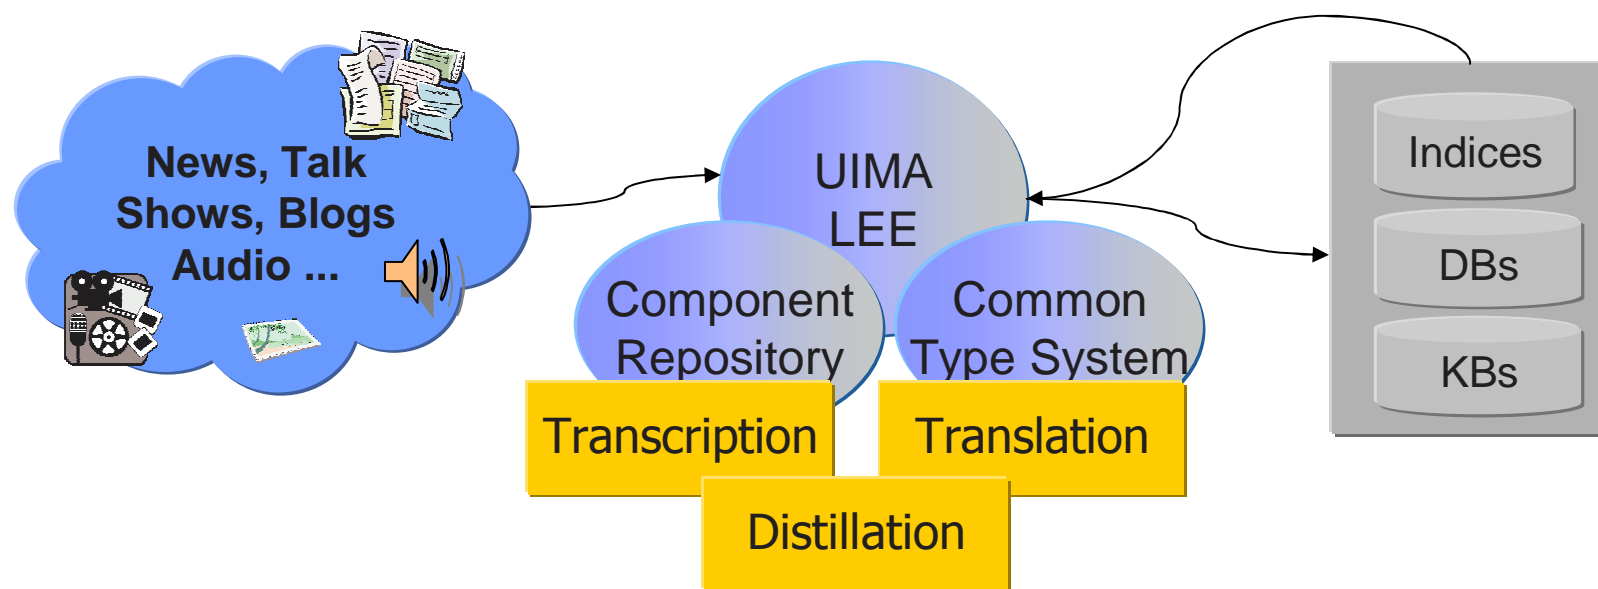 News, Talk
Shows, Blogs
Audio ...
UIMA
LEE
Component
Repository
Common
Type System
Transcription
Translation
Distillation
Indices
DBs
KBs